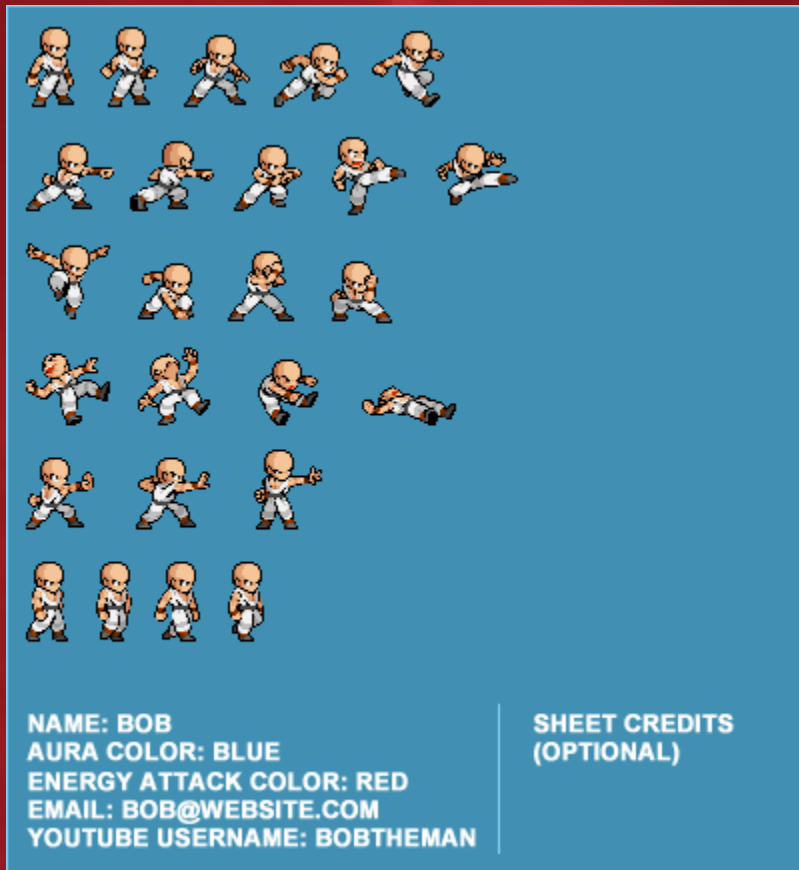 NAME: BOB
AURA COLOR: BLUE
ENERGY ATTACK COLOR: RED
EMAIL: BOB@WEBSITE.COM
YOUTUBE USERNAME: BOBTHEMAN
SHEET CREDITS
(OPTIONAL)